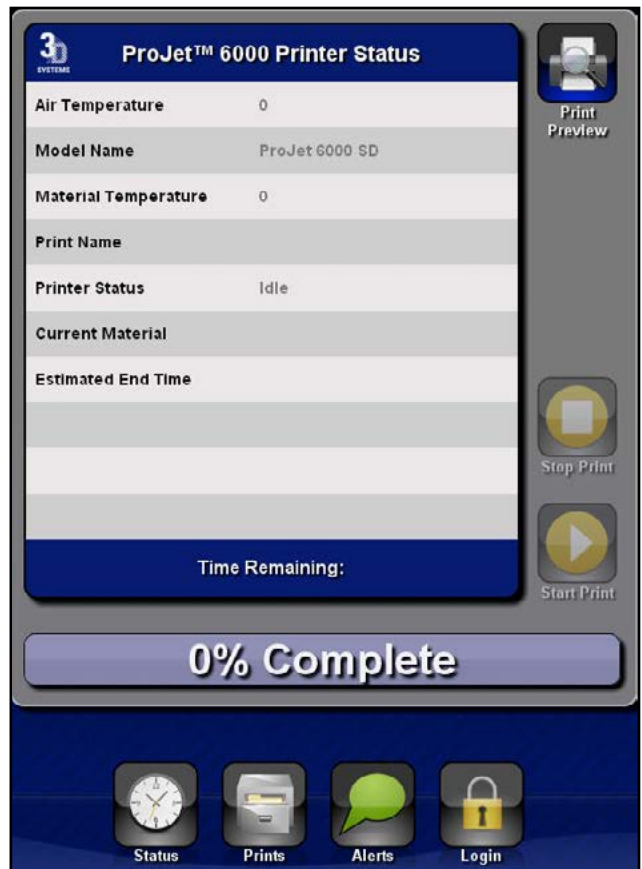 3D
SYSTEMS
ProJet™ 6000 Printer Status
Air Temperature 0
Model Name ProJet 6000 SD
Material Temperature 0
Print Name
Printer Status Idle
Current Material
Estimated End Time
Time Remaining:
0% Complete
Print
Preview
Stop Print
Start Print
Status Prints Alerts Login